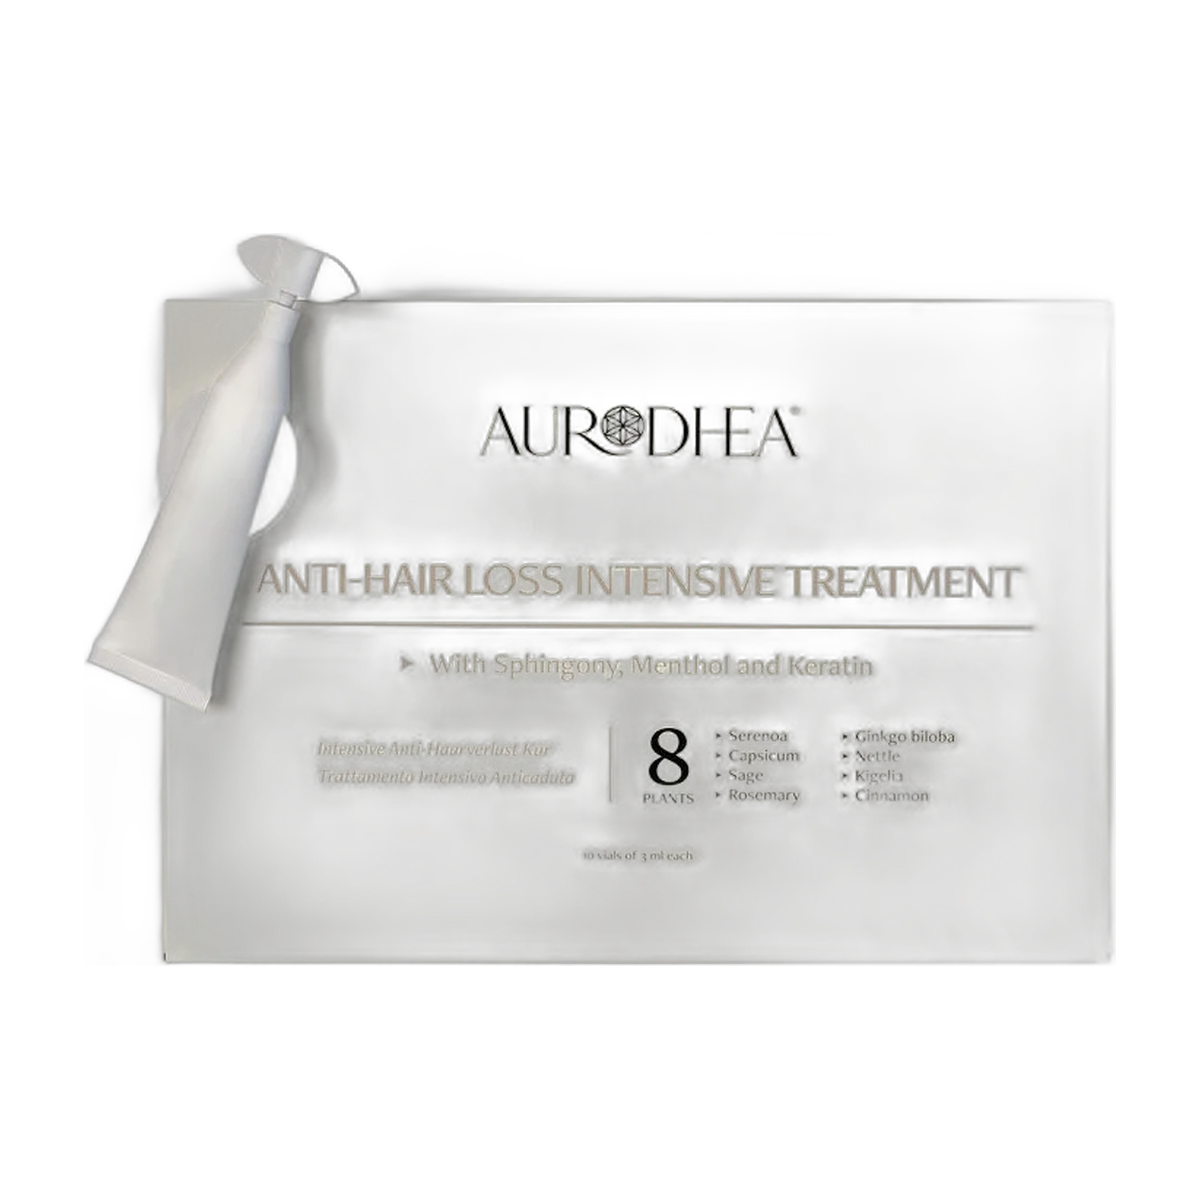 AURODHEA®
ANTI-HAIR LOSS INTENSIVE TREATMENT
➤ With Sphingony, Menthol and Keratin
Intensive Anti-Haarverlust Kur
Trattamento Intensivo Anticaduta
8
PLANTS
➤ Serenoa
➤ Capsicum
➤ Sage
➤ Rosemary
➤ Ginkgo biloba
➤ Nettle
➤ Kigelia
➤ Cinnamon
10 vials of 3 ml each